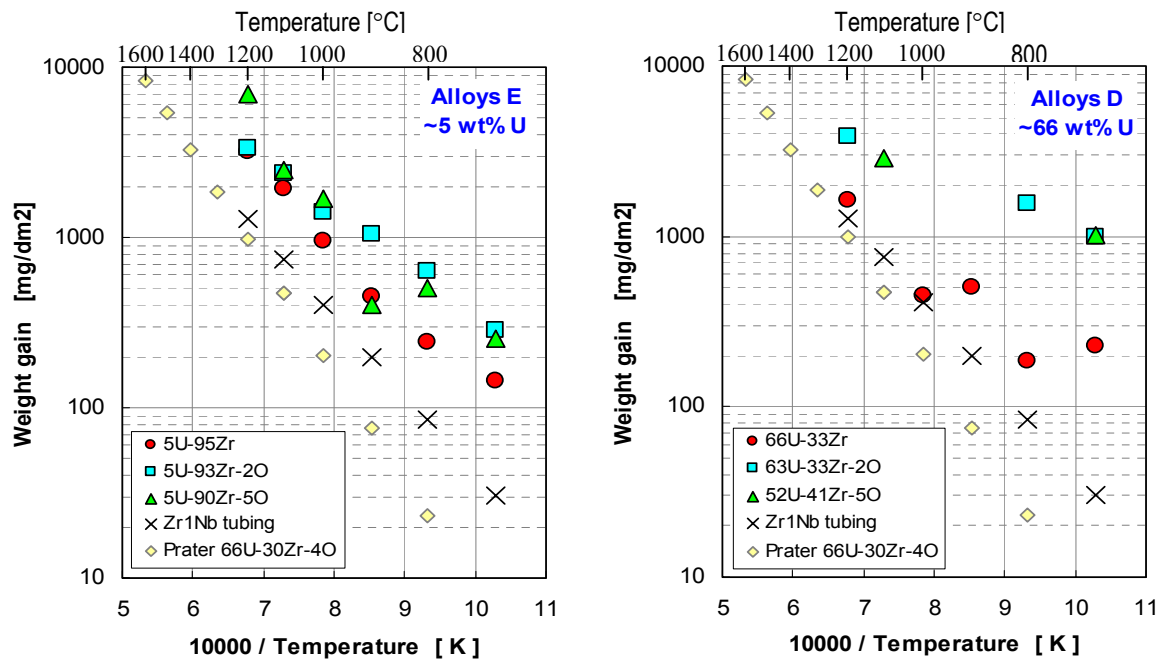 Temperature [°C]
1600 1400 1200 1000 800
10000
1000
100
10
Weight gain [mg/dm2]
Alloys E
~5 wt% U
5U-95Zr
5U-93Zr-2O
5U-90Zr-5O
Zr1Nb tubing
Prater 66U-30Zr-4O
5 6 7 8 9 10 11
10000 / Temperature [ K ]
Temperature [°C]
1600 1400 1200 1000 800
10000
1000
100
10
Weight gain [mg/dm2]
Alloys D
~66 wt% U
66U-33Zr
63U-33Zr-2O
52U-41Zr-5O
Zr1Nb tubing
Prater 66U-30Zr-4O
5 6 7 8 9 10 11
10000 / Temperature [ K ]